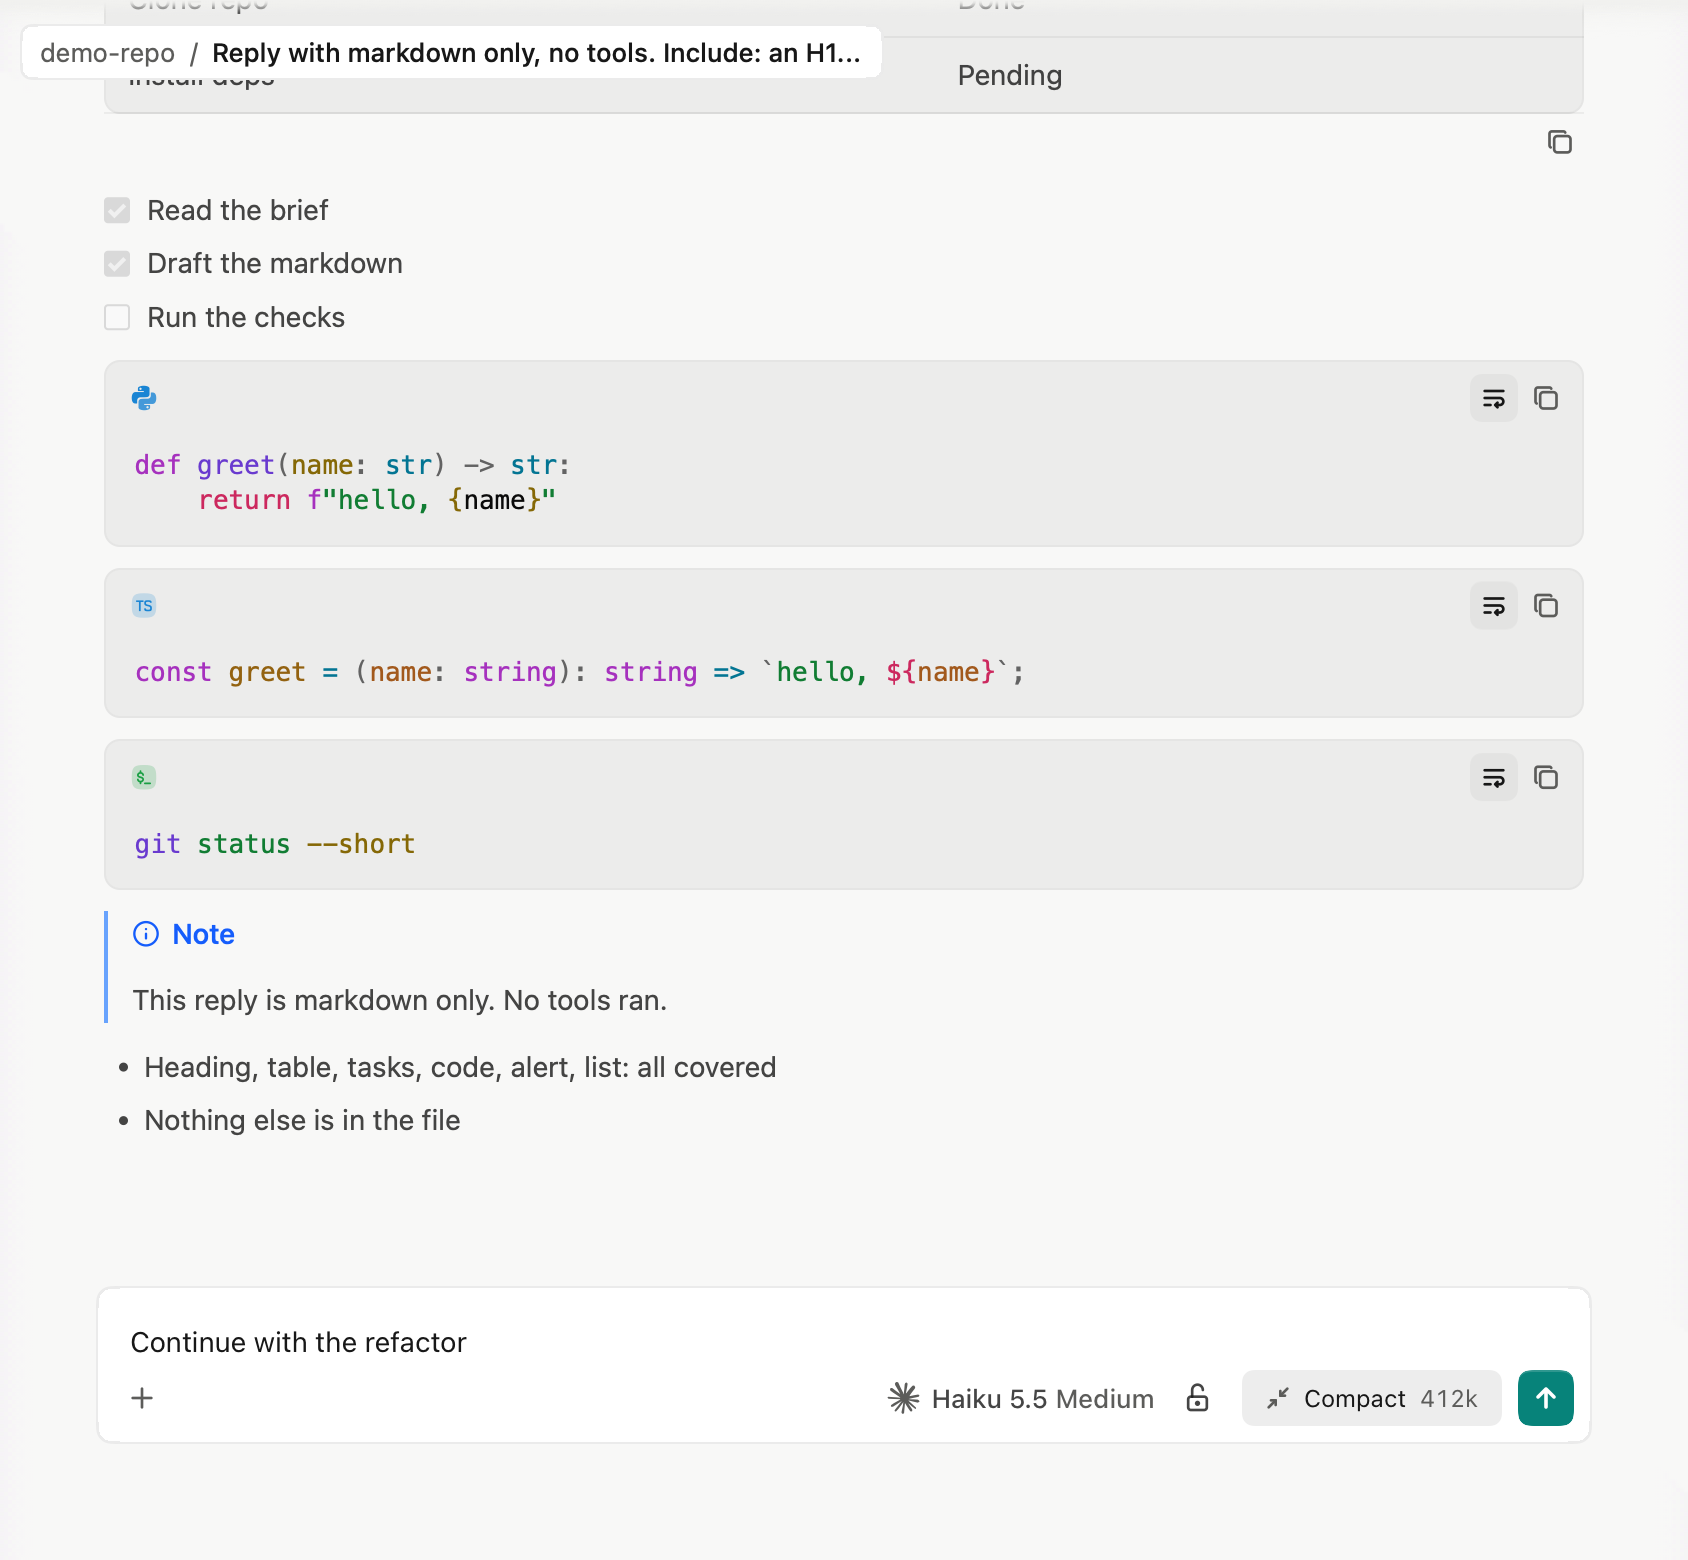 demo-repo / Reply with markdown only, no tools. Include: an H1...
Pending
Read the brief
Draft the markdown
Run the checks
def greet(name: str) -> str:
    return f"hello, {name}"
TS
const greet = (name: string): string => `hello, ${name}`;
$_
git status --short
Note
This reply is markdown only. No tools ran.
• Heading, table, tasks, code, alert, list: all covered
• Nothing else is in the file
Continue with the refactor
Haiku 5.5 Medium
Compact 412k